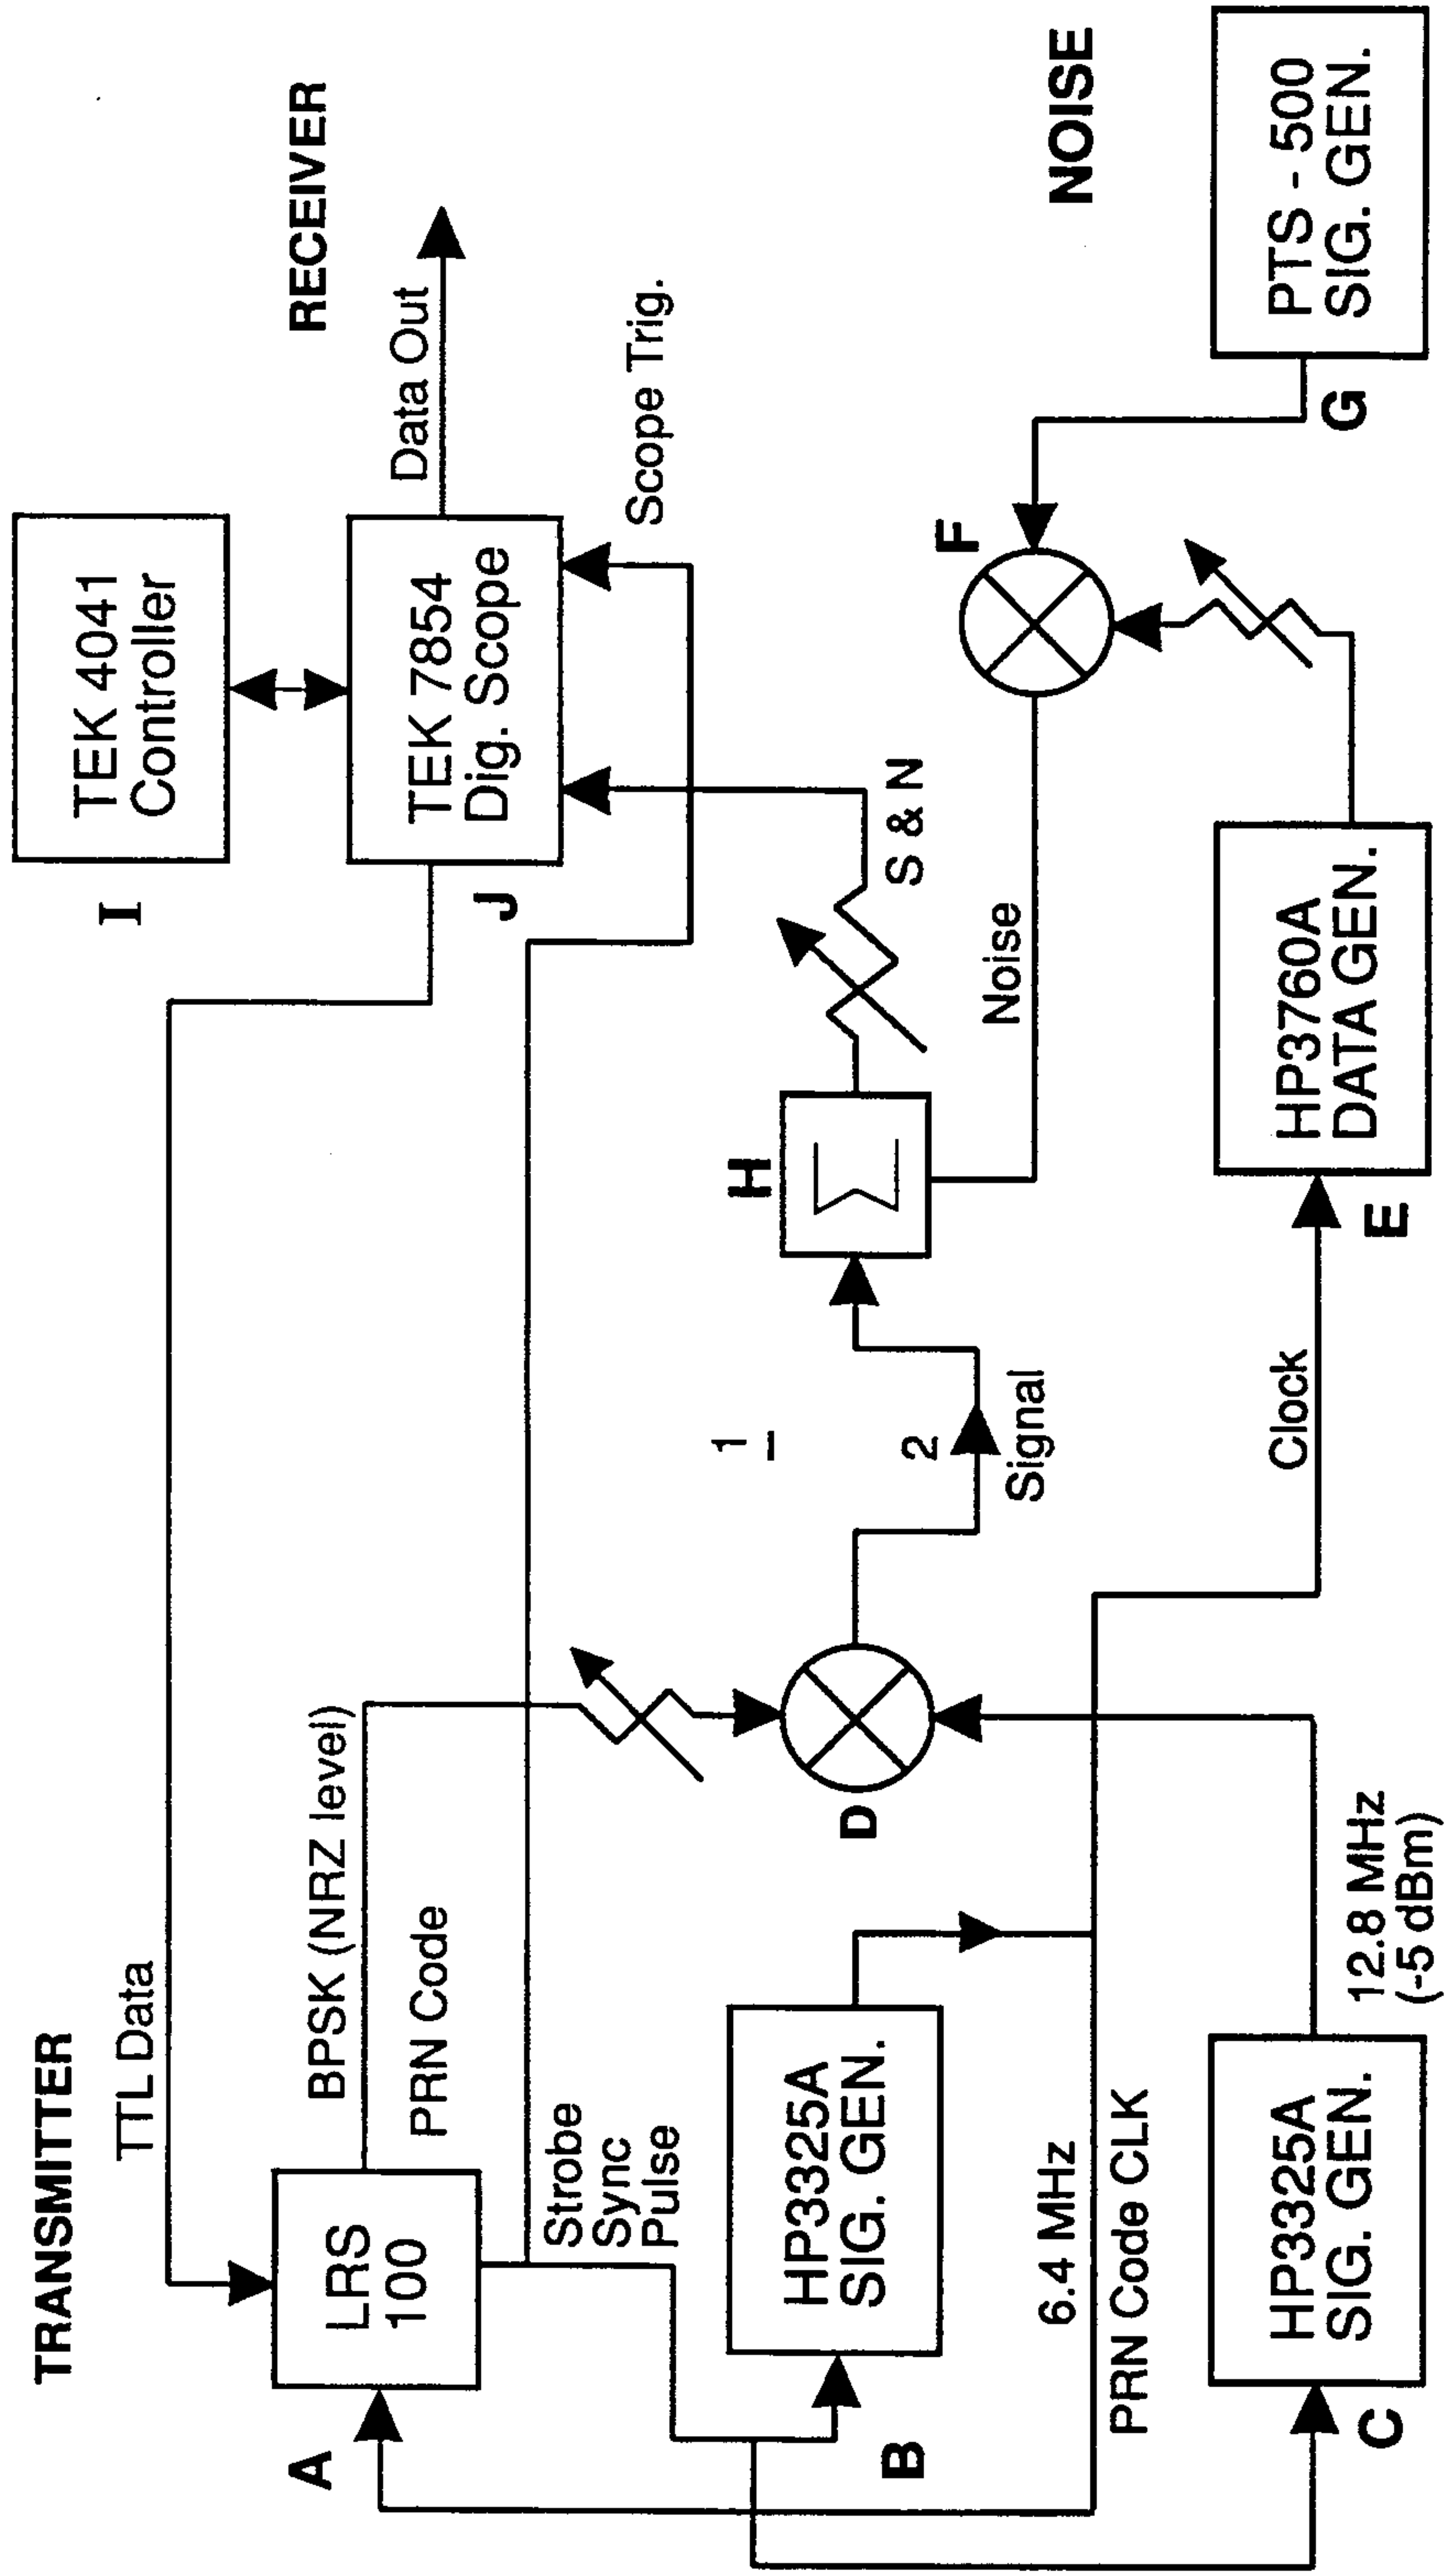 TRANSMITTER
TTL Data
A
LRS
100
BPSK (NRZ level)
PRN Code
Strobe
Sync
Pulse
B
HP3325A
SIG. GEN.
6.4 MHz
PRN Code CLK
C
HP3325A
SIG. GEN.
12.8 MHz
(-5 dBm)
D
1
2
Signal
Clock
H
Σ
S & N
Noise
E
HP3760A
DATA GEN.
I
TEK 4041
Controller
J
TEK 7854
Dig. Scope
Data Out
Scope Trig.
RECEIVER
F
NOISE
G
PTS - 500
SIG. GEN.